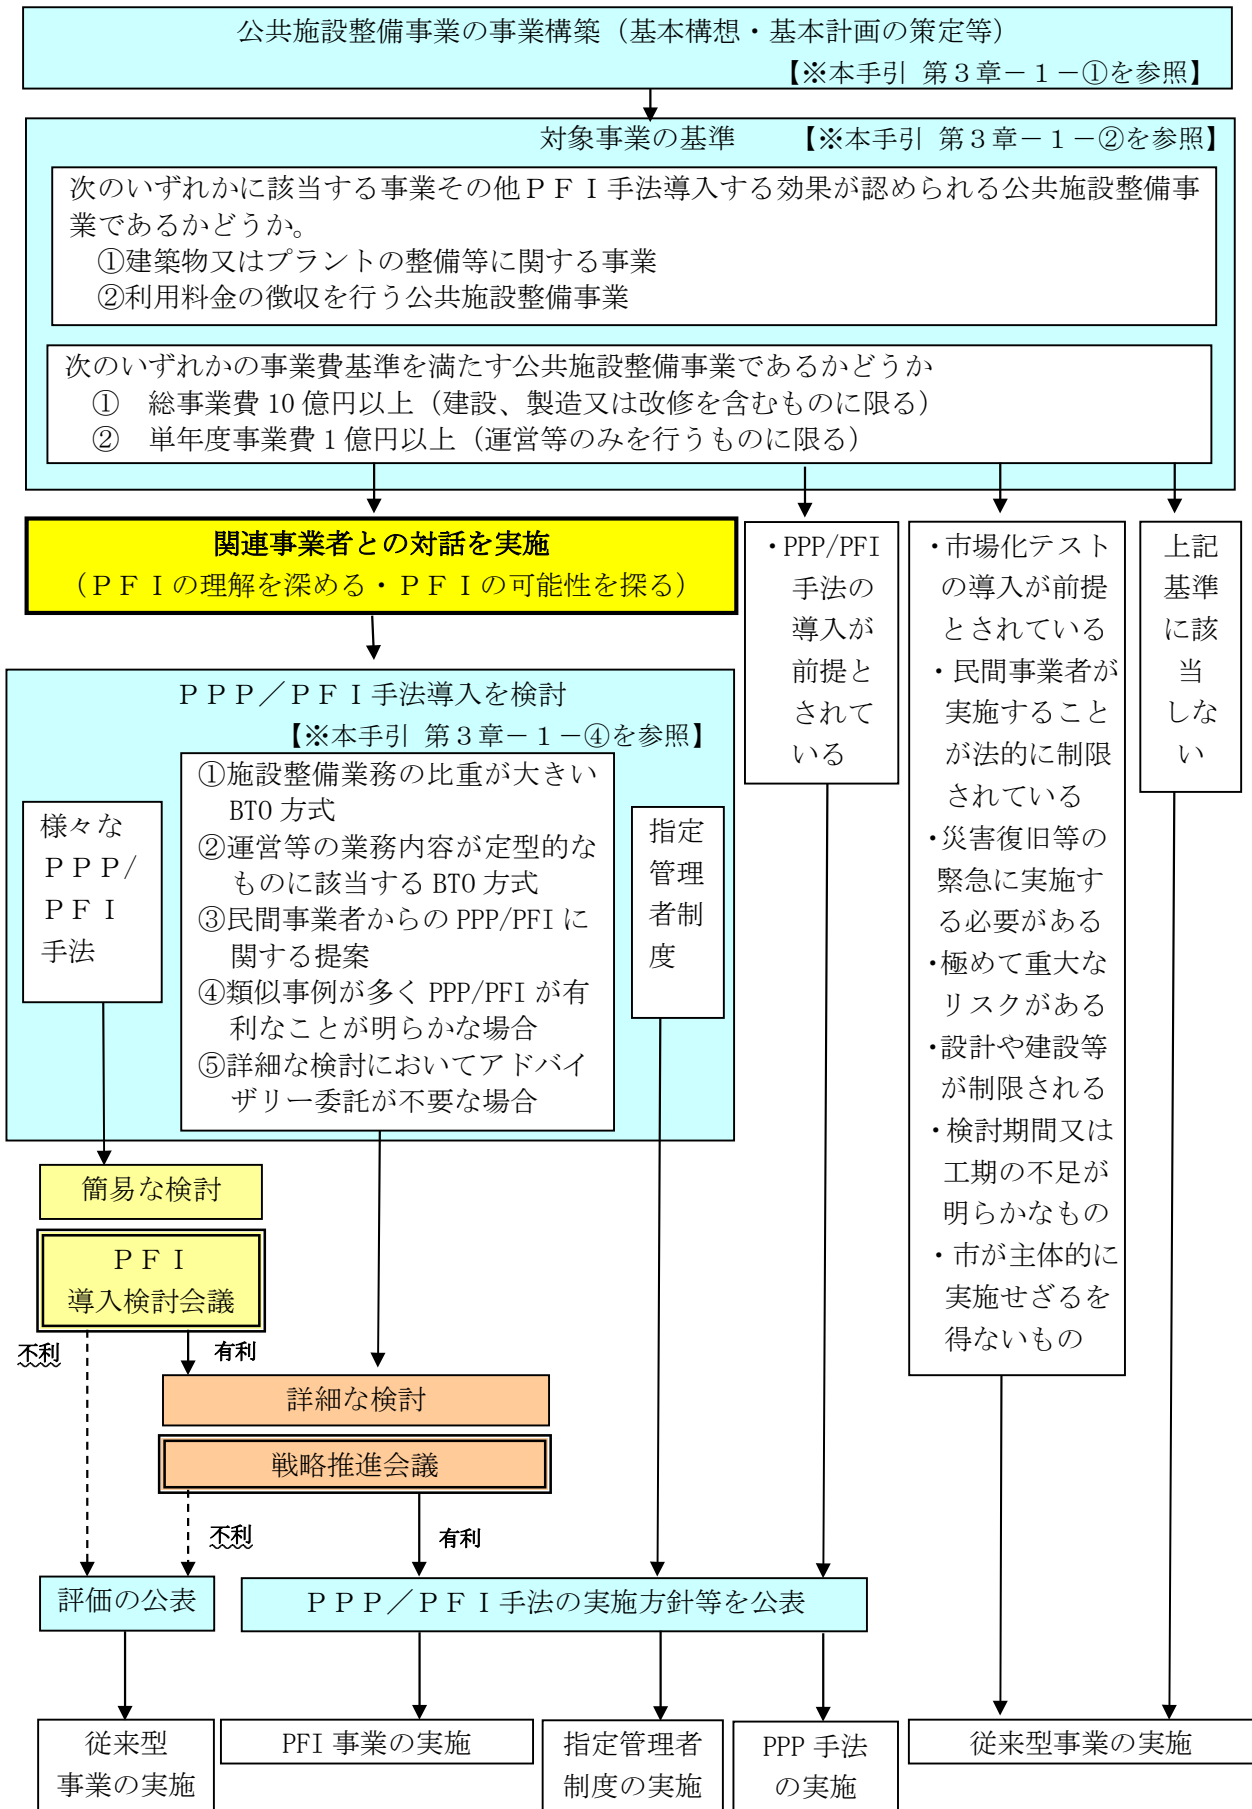 公共施設整備事業の事業構築（基本構想・基本計画の策定等）
【※本手引 第３章－１－①を参照】
対象事業の基準 【※本手引 第３章－１－②を参照】
次のいずれかに該当する事業その他ＰＦＩ手法導入する効果が認められる公共施設整備事
業であるかどうか。
①建築物又はプラントの整備等に関する事業
②利用料金の徴収を行う公共施設整備事業
次のいずれかの事業費基準を満たす公共施設整備事業であるかどうか
① 総事業費 10 億円以上（建設、製造又は改修を含むものに限る）
② 単年度事業費１億円以上（運営等のみを行うものに限る）
関連事業者との対話を実施
（ＰＦＩの理解を深める・ＰＦＩの可能性を探る）
・PPP/PFI
手法の
導入が
前提と
されて
いる
・市場化テスト
の導入が前提
とされている
・民間事業者が
実施すること
が法的に制限
されている
・災害復旧等の
緊急に実施す
る必要がある
・極めて重大な
リスクがある
・設計や建設等
が制限される
・検討期間又は
工期の不足が
明らかなもの
・市が主体的に
実施せざるを
得ないもの
上記
基準
に該
当
しな
い
ＰＰＰ／ＰＦＩ手法導入を検討
【※本手引 第３章－１－④を参照】
様々な
ＰＰＰ/
ＰＦＩ
手法
①施設整備業務の比重が大きい
BTO 方式
②運営等の業務内容が定型的な
ものに該当する BTO 方式
③民間事業者からの PPP/PFI に
関する提案
④類似事例が多く PPP/PFI が有
利なことが明らかな場合
⑤詳細な検討においてアドバイ
ザリー委託が不要な場合
指定
管理
者制
度
簡易な検討
ＰＦＩ
導入検討会議
不利
有利
詳細な検討
戦略推進会議
不利
有利
評価の公表
ＰＰＰ／ＰＦＩ手法の実施方針等を公表
従来型
事業の実施
PFI 事業の実施
指定管理者
制度の実施
PPP 手法
の実施
従来型事業の実施